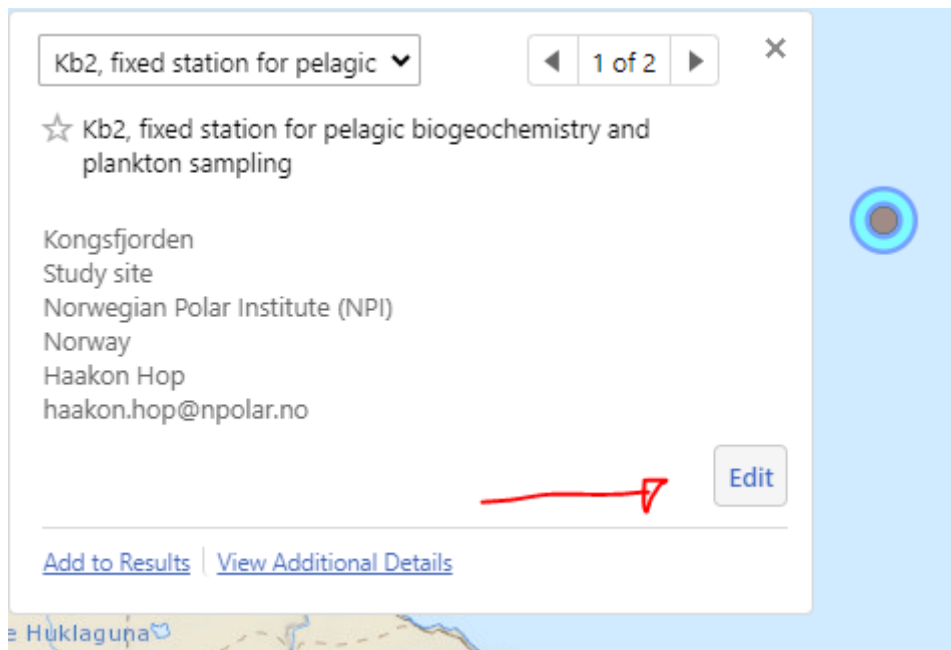 Kb2, fixed station for pelagic
1 of 2
Kb2, fixed station for pelagic biogeochemistry and
plankton sampling
Kongsfjorden
Study site
Norwegian Polar Institute (NPI)
Norway
Haakon Hop
haakon.hop@npolar.no
Edit
Add to Results
View Additional Details
e Huklaguna